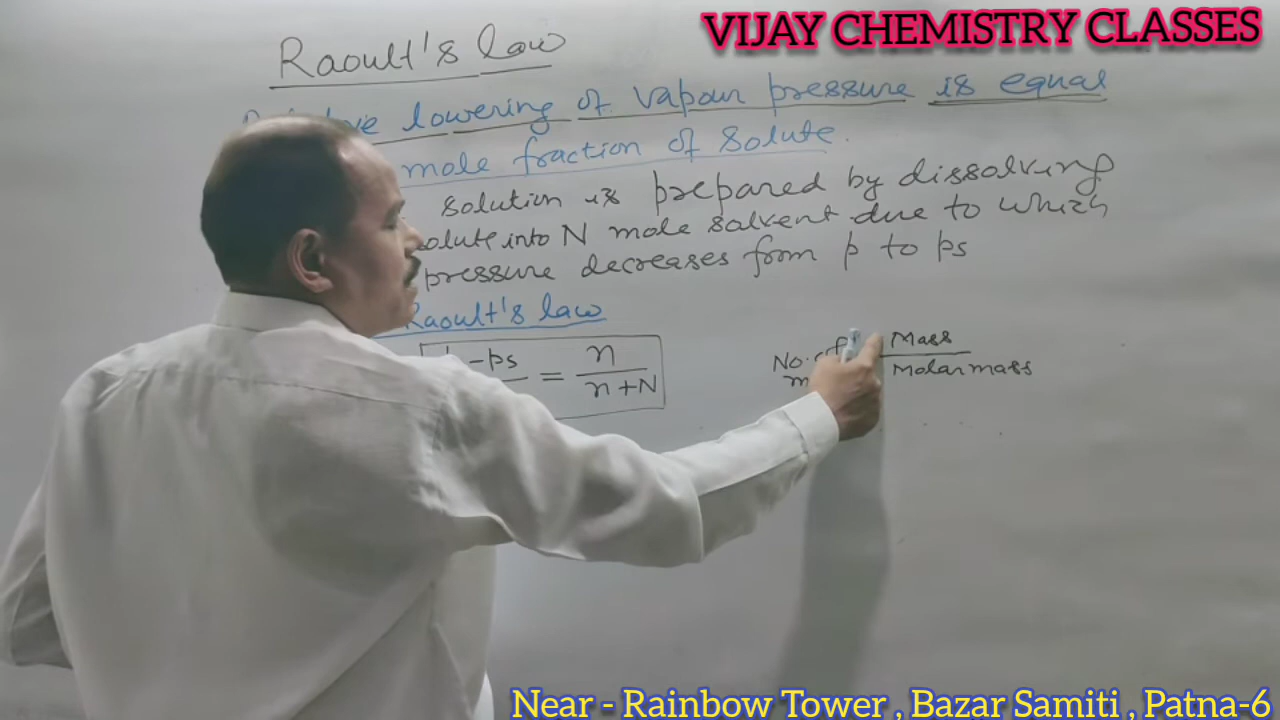 VIJAY CHEMISTRY CLASSES
Raoult's law
lowering of vapour pressure is equal
mole fraction of solute.
solution is prepared by dissolving
into N mole solvent due to which
pressure decreases from p to ps
Raoult's law
-ps
= n
n+N
No. of Mass
Molar mass
Near - Rainbow Tower , Bazar Samiti , Patna-6